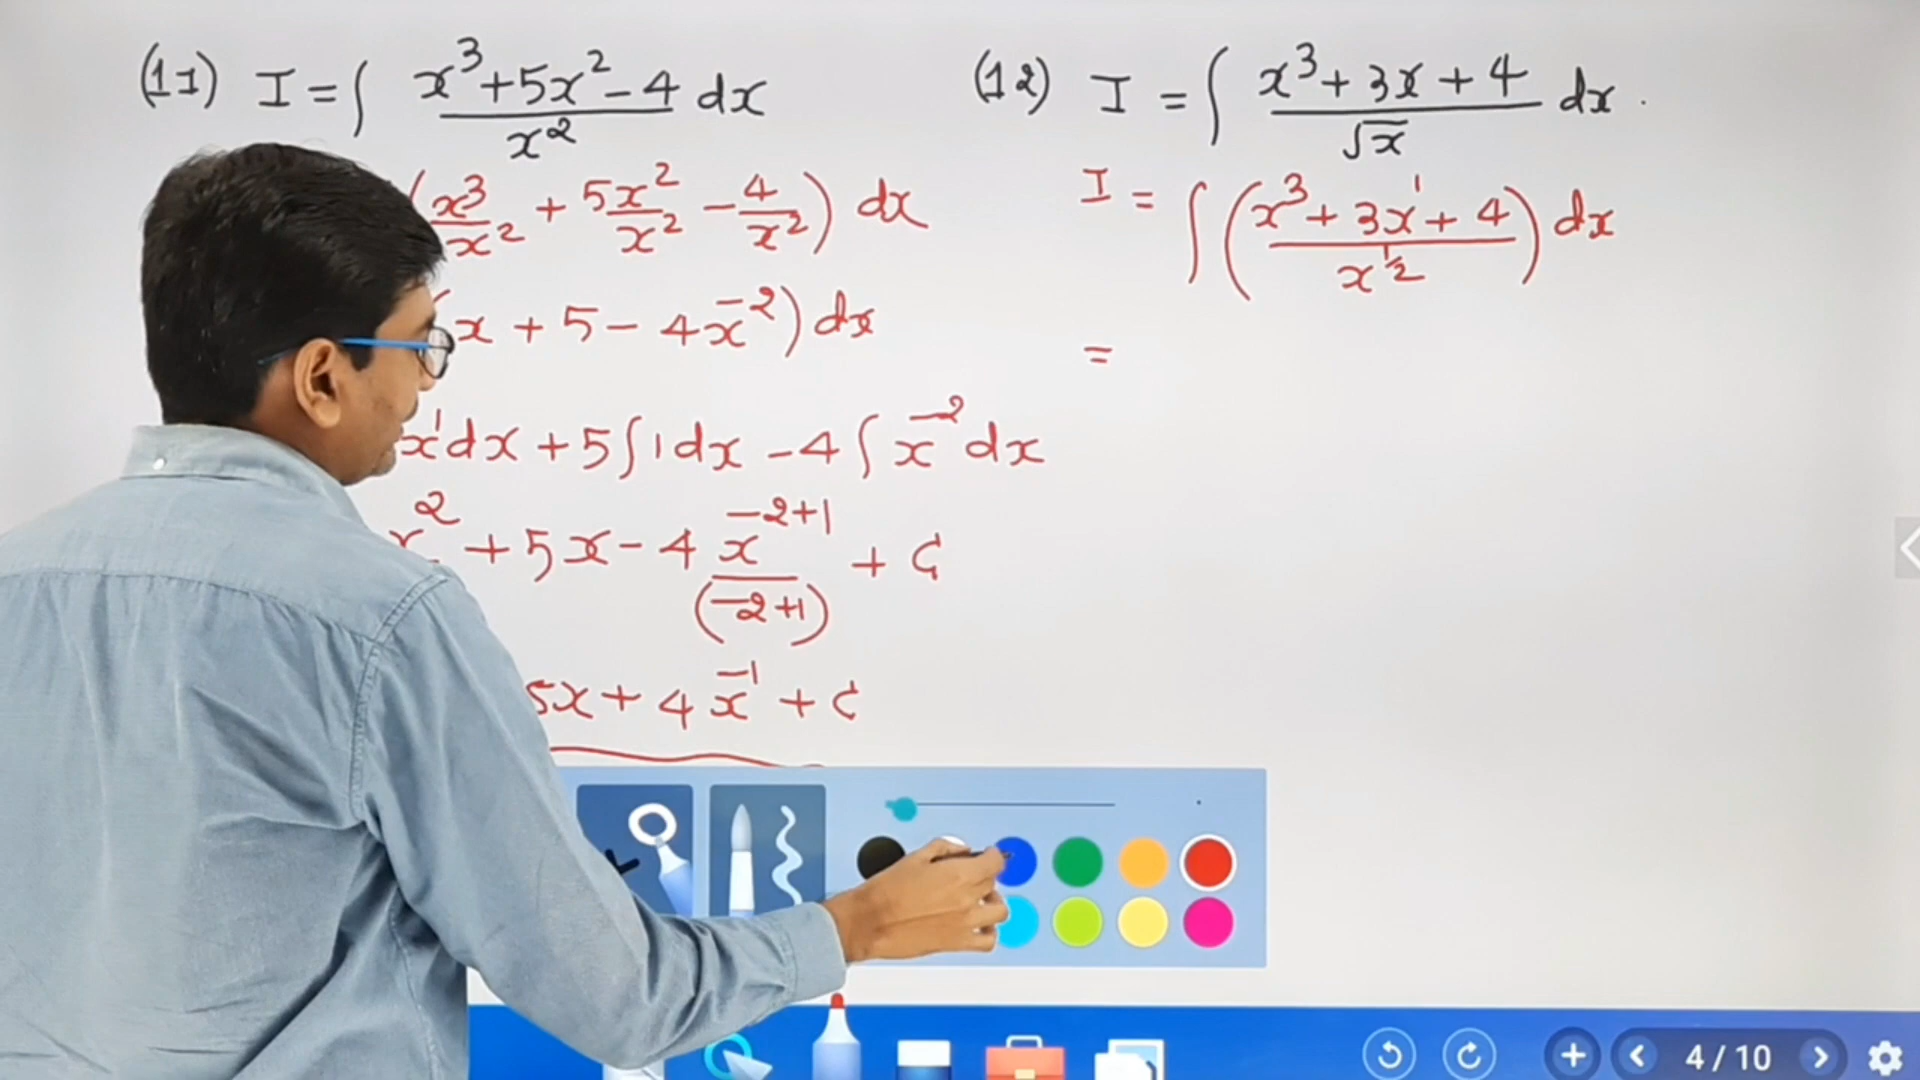 (11) I = ∫ x³ + 5x² - 4 / x² dx
(x³/x² + 5x²/x² - 4/x²) dx
(x + 5 - 4x⁻²) dx
x¹dx + 5∫1dx - 4∫x⁻²dx
x² + 5x - 4 x⁻²⁺¹/(-2+1) + C
5x + 4x⁻¹ + C
(12) I = ∫ x³ + 3x + 4 / √x dx .
I = ∫ (x³ + 3x¹ + 4 / x^1/2) dx
=
4 / 10